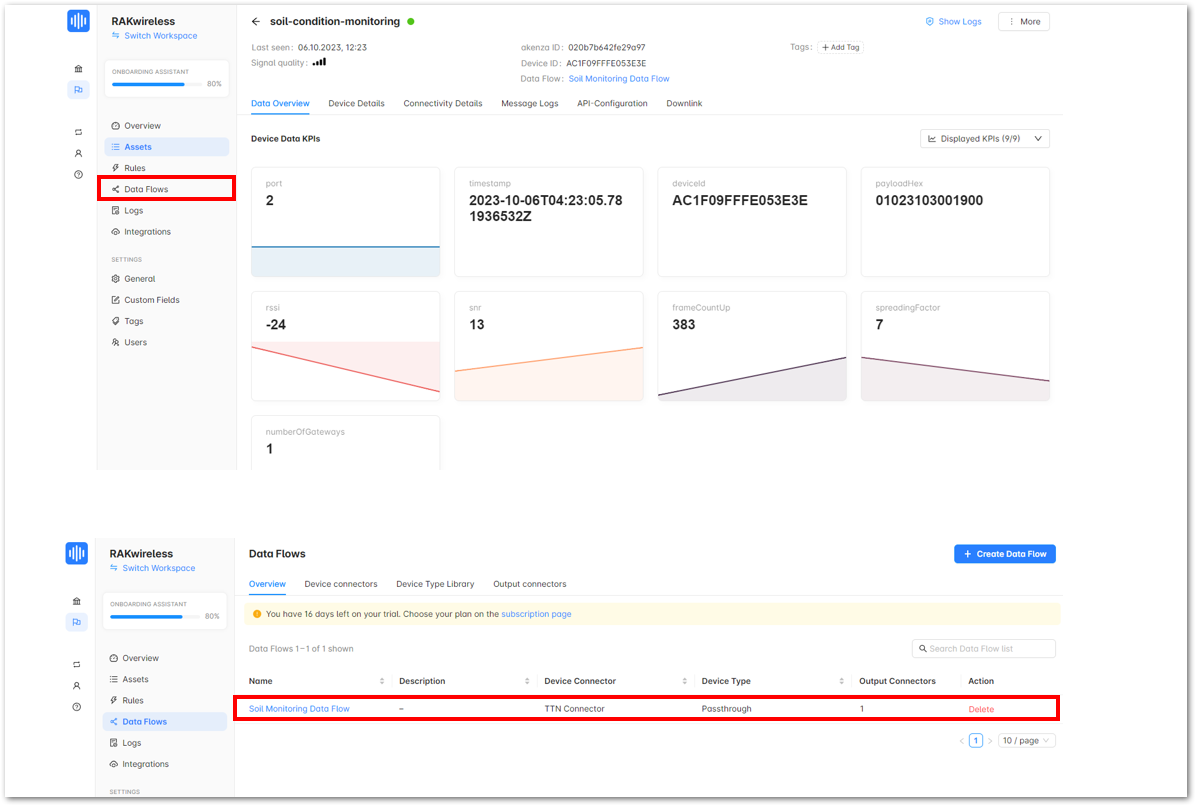 RAKwireless
Switch Workspace
ONBOARDING ASSISTANT
80%
Overview
Assets
Rules
Data Flows
Logs
Integrations
SETTINGS
General
Custom Fields
Tags
Users
soil-condition-monitoring
Show Logs
More
Last seen: 06.10.2023, 12:23
Signal quality:
akenza ID: 020b7b642fe29a97
Device ID: AC1F09FFFE053E3E
Data Flow: Soil Monitoring Data Flow
Tags: + Add Tag
Data Overview Device Details Connectivity Details Message Logs API-Configuration Downlink
Device Data KPIs
Displayed KPIs (9/9)
port
2
timestamp
2023-10-06T04:23:05.78
1936532Z
deviceId
AC1F09FFFE053E3E
payloadHex
01023103001900
rssi
-24
snr
13
frameCountUp
383
spreadingFactor
7
numberOfGateways
1
RAKwireless
Switch Workspace
ONBOARDING ASSISTANT
80%
Overview
Assets
Rules
Data Flows
Logs
Integrations
SETTINGS
Data Flows
+ Create Data Flow
Overview Device connectors Device Type Library Output connectors
You have 16 days left on your trial. Choose your plan on the subscription page
Data Flows 1–1 of 1 shown
Search Data Flow list
Name Description Device Connector Device Type Output Connectors Action
Soil Monitoring Data Flow – TTN Connector Passthrough 1 Delete
< 1 > 10 / page